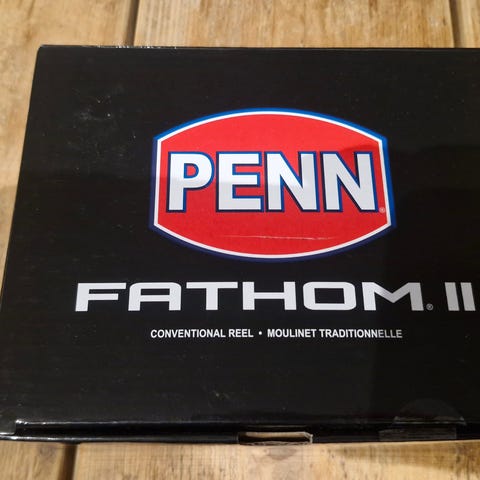 PENN®
FATHOM® II
CONVENTIONAL REEL • MOULINET TRADITIONNELLE